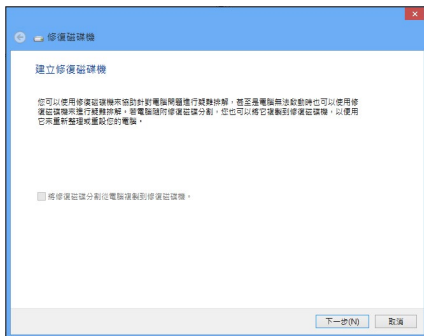 修復磁碟機
建立修復磁碟機
您可以使用修復磁碟機來協助針對電腦問題進行疑難排解，甚至是電腦無法啟動時也可以使用修
復磁碟機來進行疑難排解。若電腦隨附修復磁碟分割，您也可以將它複製到修復磁碟機，以便用
它來重新整理或重設您的電腦。
將修復磁碟分割從電腦複製到修復磁碟機。
下一步(N)
取消